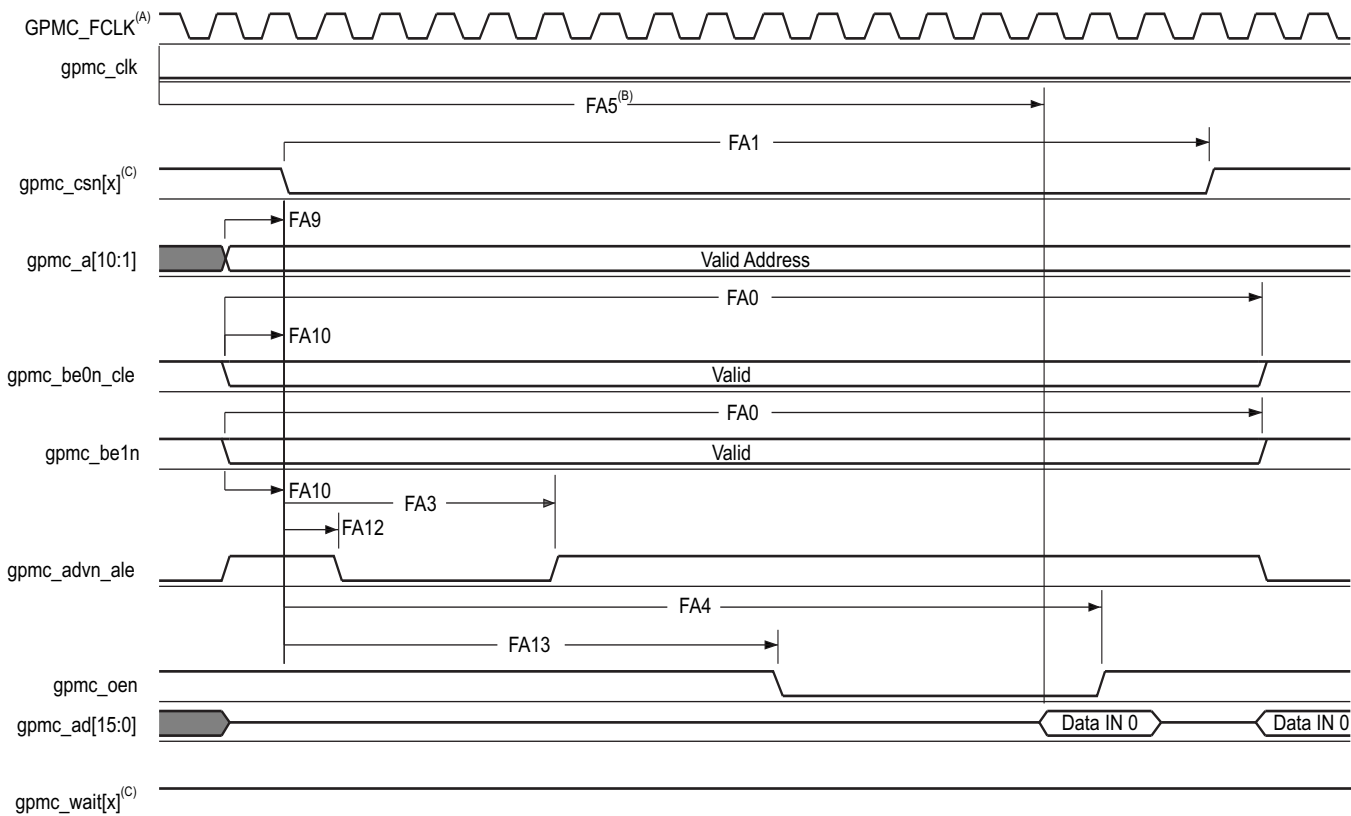 GPMC_FCLK(A)
gpmc_clk
FA5(B)
FA1
gpmc_csn[x](C)
FA9
gpmc_a[10:1]
Valid Address
FA0
FA10
gpmc_be0n_cle
Valid
FA0
gpmc_be1n
Valid
FA10
FA3
FA12
gpmc_advn_ale
FA4
FA13
gpmc_oen
gpmc_ad[15:0]
Data IN 0
Data IN 0
gpmc_wait[x](C)